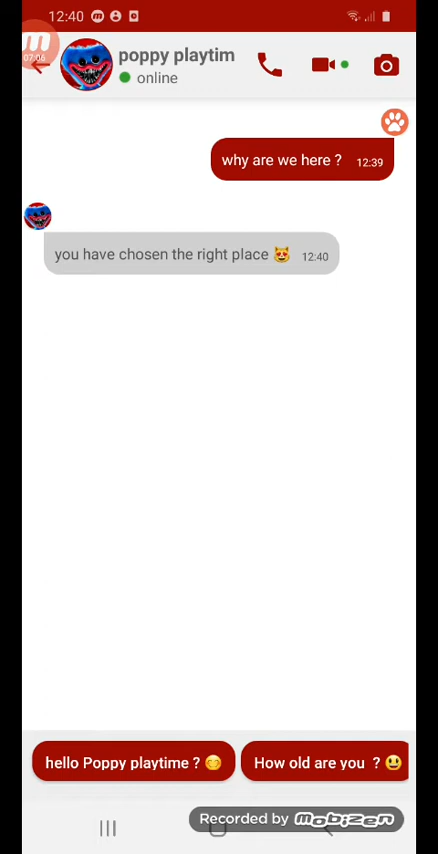 12:40
07:06
poppy playtim
online
why are we here ? 12:39
you have chosen the right place 😻 12:40
hello Poppy playtime ? 😊
How old are you ? 😃
Recorded by mobizen